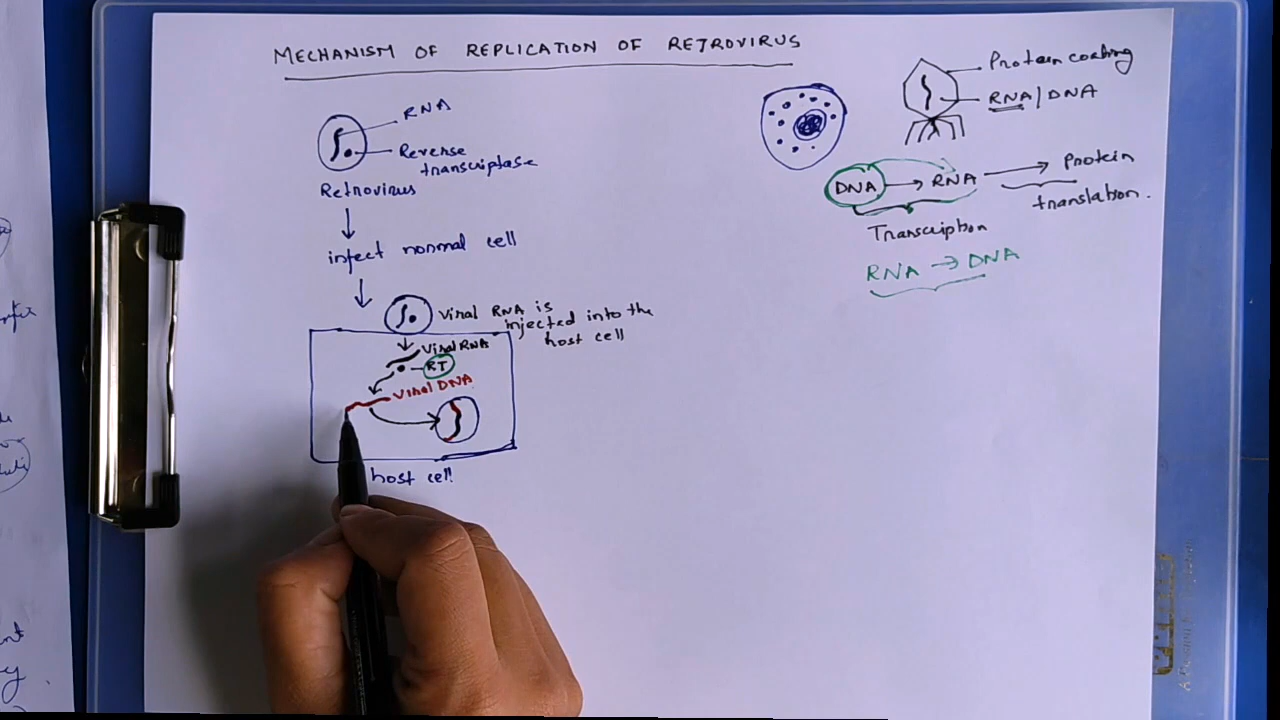 MECHANISM OF REPLICATION OF RETROVIRUS
RNA
Reverse
transcriptase
Retrovirus
infect normal cell
Viral RNA is
injected into the
host cell
Viral RNA
RT
Viral DNA
host cell
Protein coating
RNA/DNA
DNA → RNA → Protein
translation.
Transcription
RNA → DNA